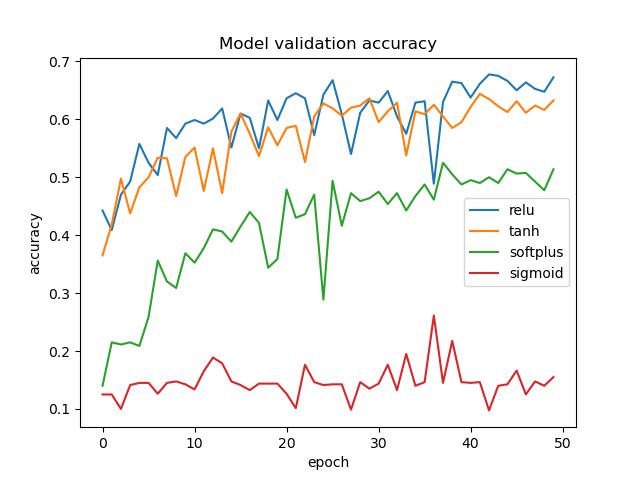 Model validation accuracy
accuracy
0.7
0.6
0.5
0.4
0.3
0.2
0.1
relu
tanh
softplus
sigmoid
0 10 20 30 40 50
epoch